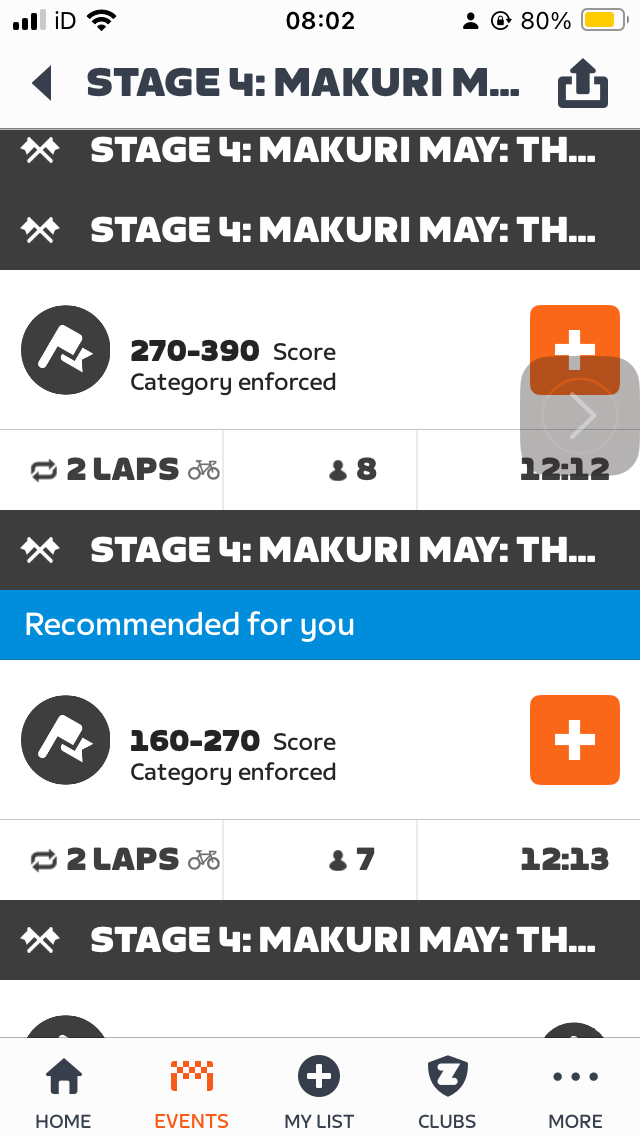 iD 08:02 80%
STAGE 4: MAKURI M...
STAGE 4: MAKURI MAY: TH...
STAGE 4: MAKURI MAY: TH...
270-390 Score
Category enforced
2 LAPS 8 12:12
STAGE 4: MAKURI MAY: TH...
Recommended for you
160-270 Score
Category enforced
2 LAPS 7 12:13
STAGE 4: MAKURI MAY: TH...
HOME EVENTS MY LIST CLUBS MORE